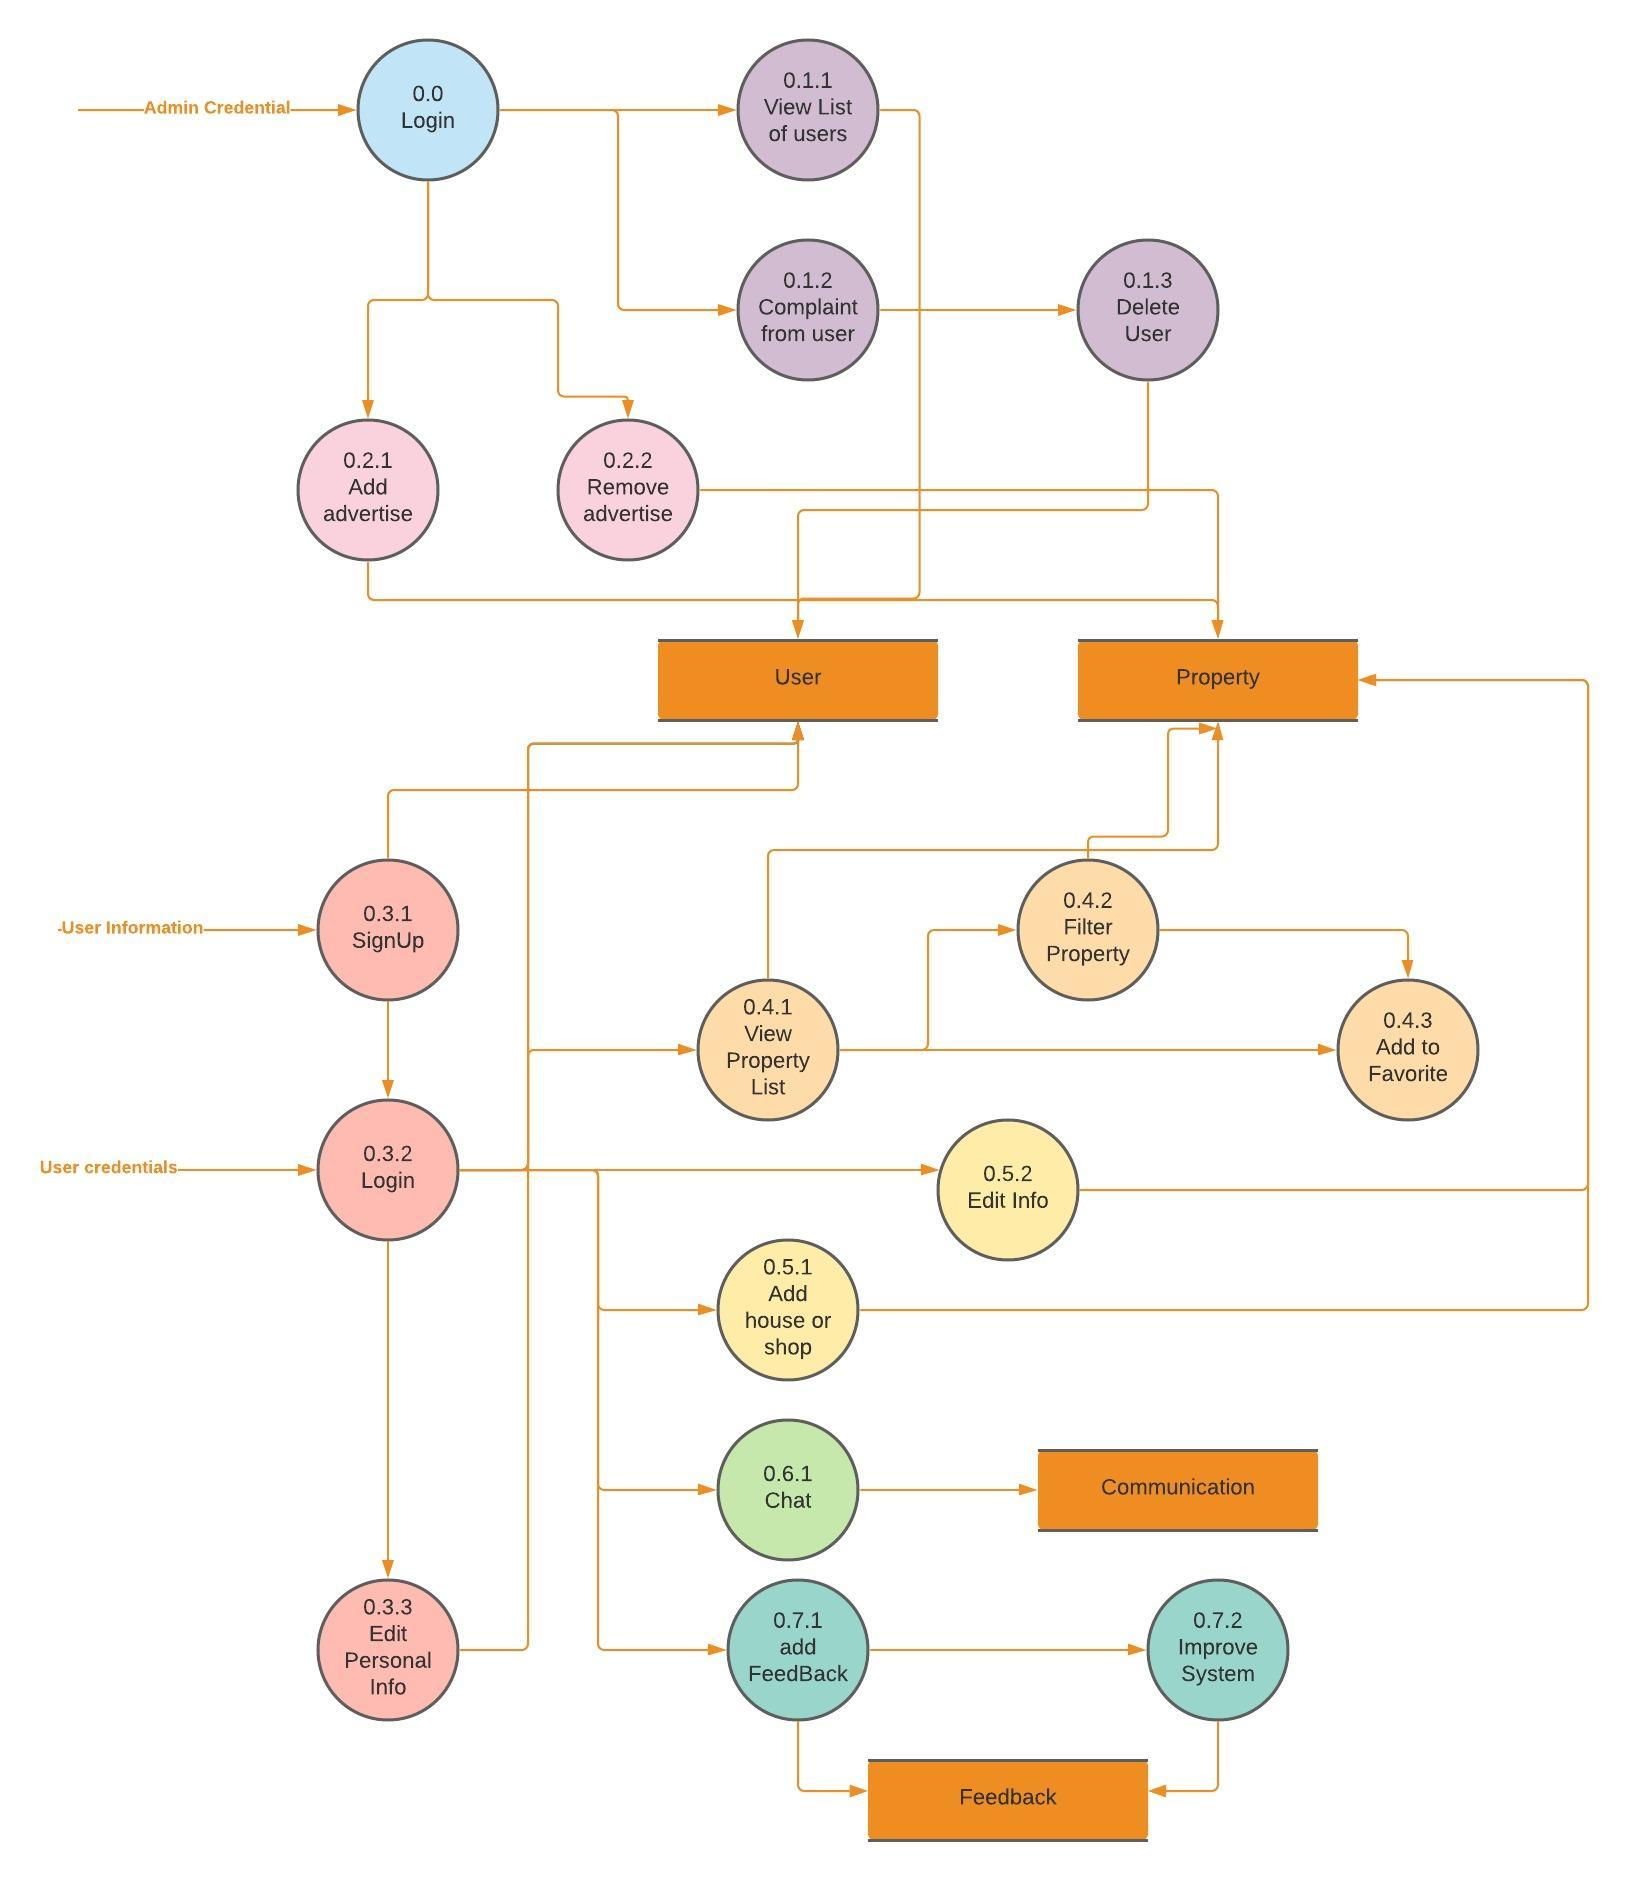 Admin Credential
0.0
Login
0.1.1
View List
of users
0.1.2
Complaint
from user
0.1.3
Delete
User
0.2.1
Add
advertise
0.2.2
Remove
advertise
User
Property
User Information
0.3.1
SignUp
0.4.2
Filter
Property
0.4.1
View
Property
List
0.4.3
Add to
Favorite
User credentials
0.3.2
Login
0.5.2
Edit Info
0.5.1
Add
house or
shop
0.6.1
Chat
Communication
0.3.3
Edit
Personal
Info
0.7.1
add
FeedBack
0.7.2
Improve
System
Feedback